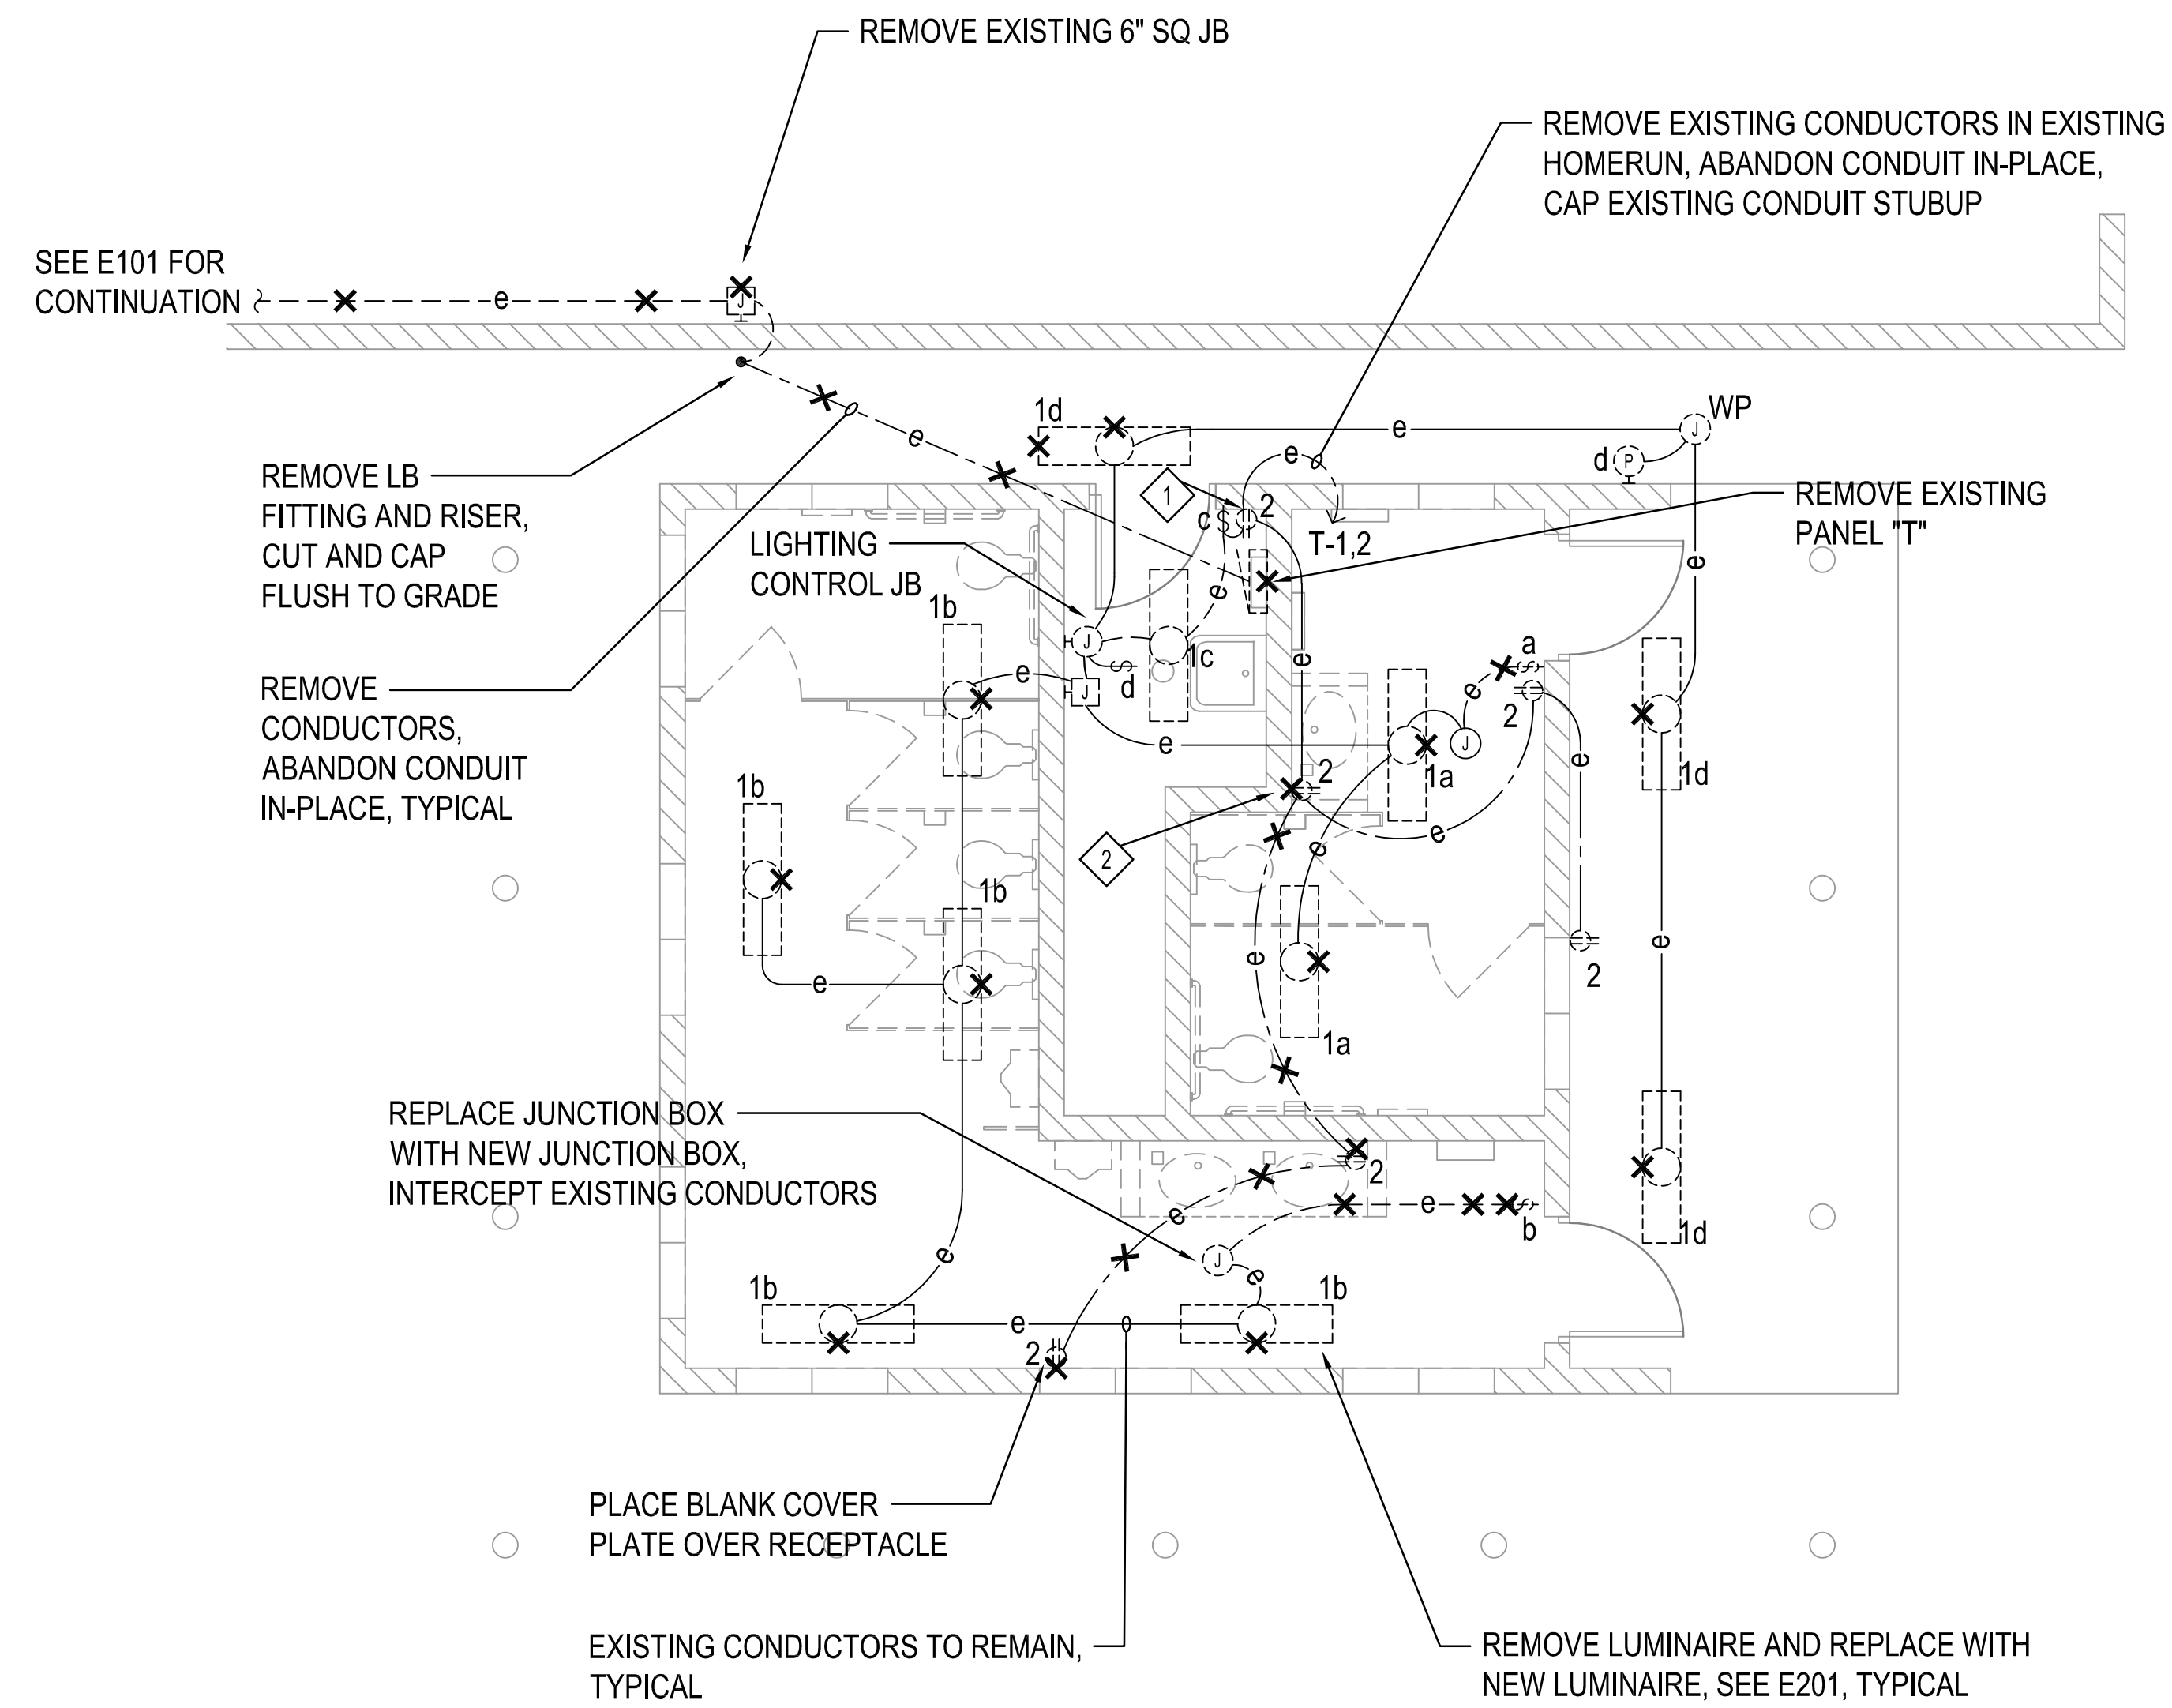 REMOVE EXISTING 6" SQ JB
REMOVE EXISTING CONDUCTORS IN EXISTING
HOMERUN, ABANDON CONDUIT IN-PLACE,
CAP EXISTING CONDUIT STUBUP
SEE E101 FOR
CONTINUATION
e
J
REMOVE LB
FITTING AND RISER,
CUT AND CAP
FLUSH TO GRADE
REMOVE
CONDUCTORS,
ABANDON CONDUIT
IN-PLACE, TYPICAL
e
1d
e
J
WP
d
P
e
1
2
c
S
T-1,2
REMOVE EXISTING
PANEL "T"
LIGHTING
CONTROL JB
e
e
1b
J
1c
S
d
e
J
e
e
a
S
e
2
J
1a
e
1d
1b
2
e
2
e
1b
e
e
2
e
e
1a
REPLACE JUNCTION BOX
WITH NEW JUNCTION BOX,
INTERCEPT EXISTING CONDUCTORS
2
e
e
S
b
1d
e
J
e
1b
1b
e
2
PLACE BLANK COVER
PLATE OVER RECEPTACLE
EXISTING CONDUCTORS TO REMAIN,
TYPICAL
REMOVE LUMINAIRE AND REPLACE WITH
NEW LUMINAIRE, SEE E201, TYPICAL